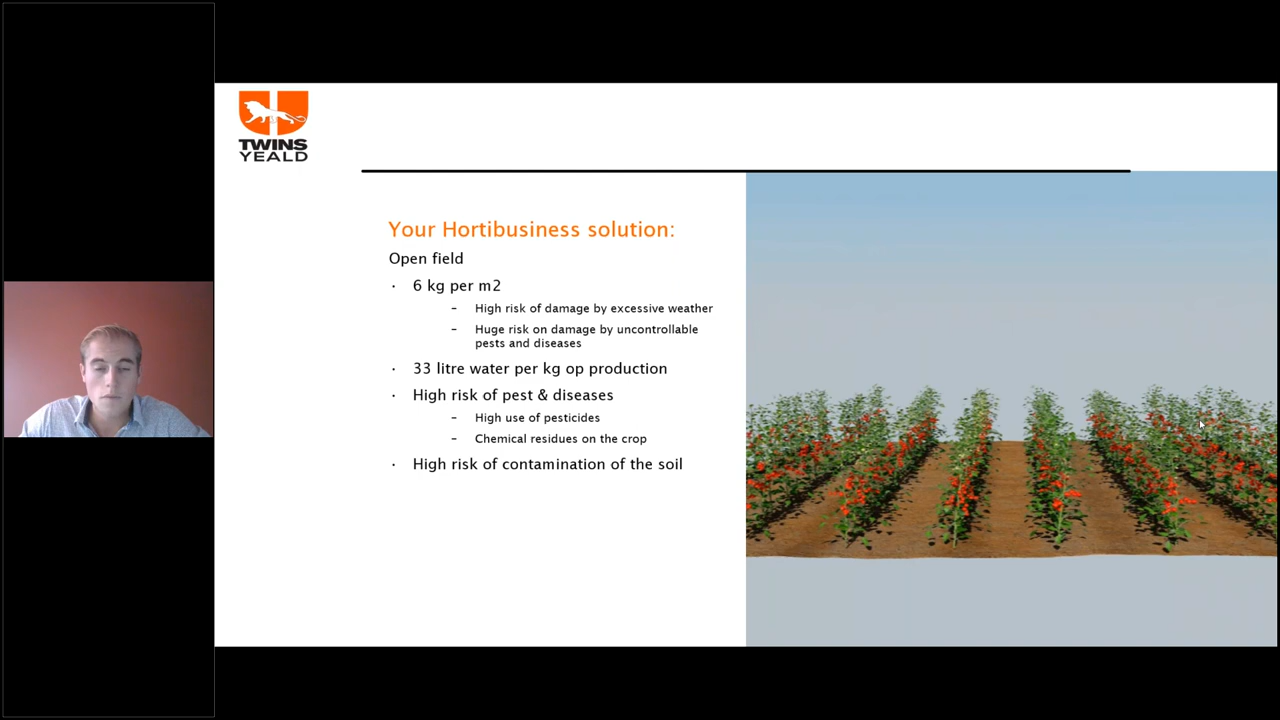 TWINS
YEALD
Your Hortibusiness solution:
Open field
· 6 kg per m2
– High risk of damage by excessive weather
– Huge risk on damage by uncontrollable
pests and diseases
· 33 litre water per kg op production
· High risk of pest & diseases
– High use of pesticides
– Chemical residues on the crop
· High risk of contamination of the soil